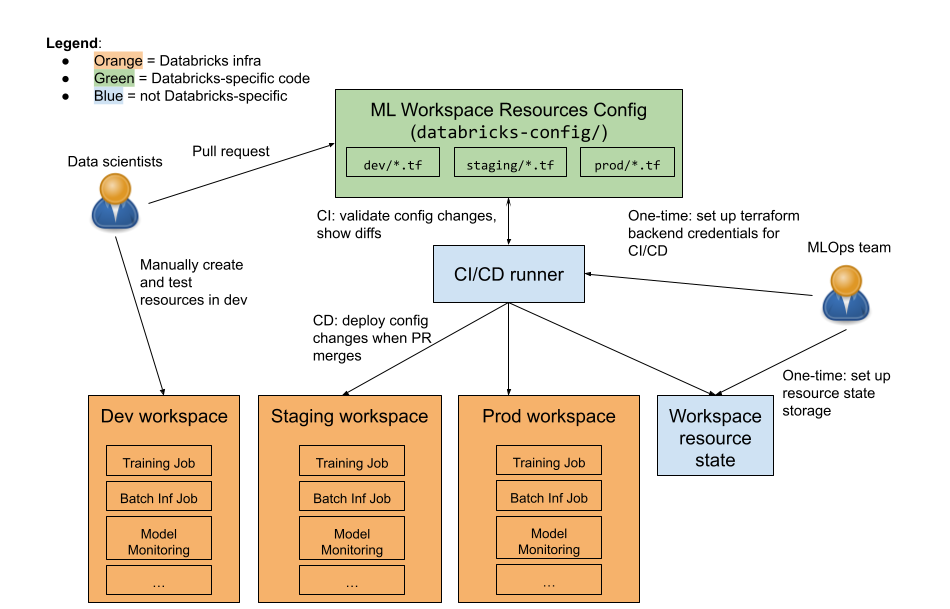 Legend:
● Orange = Databricks infra
● Green = Databricks-specific code
● Blue = not Databricks-specific
ML Workspace Resources Config
(databricks-config/)
dev/*.tf
staging/*.tf
prod/*.tf
Data scientists
Pull request
CI: validate config changes,
show diffs
One-time: set up terraform
backend credentials for
CI/CD
MLOps team
Manually create
and test
resources in dev
CI/CD runner
CD: deploy config
changes when PR
merges
One-time: set up
resource state
storage
Dev workspace
Training Job
Batch Inf Job
Model
Monitoring
...
Staging workspace
Training Job
Batch Inf Job
Model
Monitoring
...
Prod workspace
Training Job
Batch Inf Job
Model
Monitoring
...
Workspace
resource
state